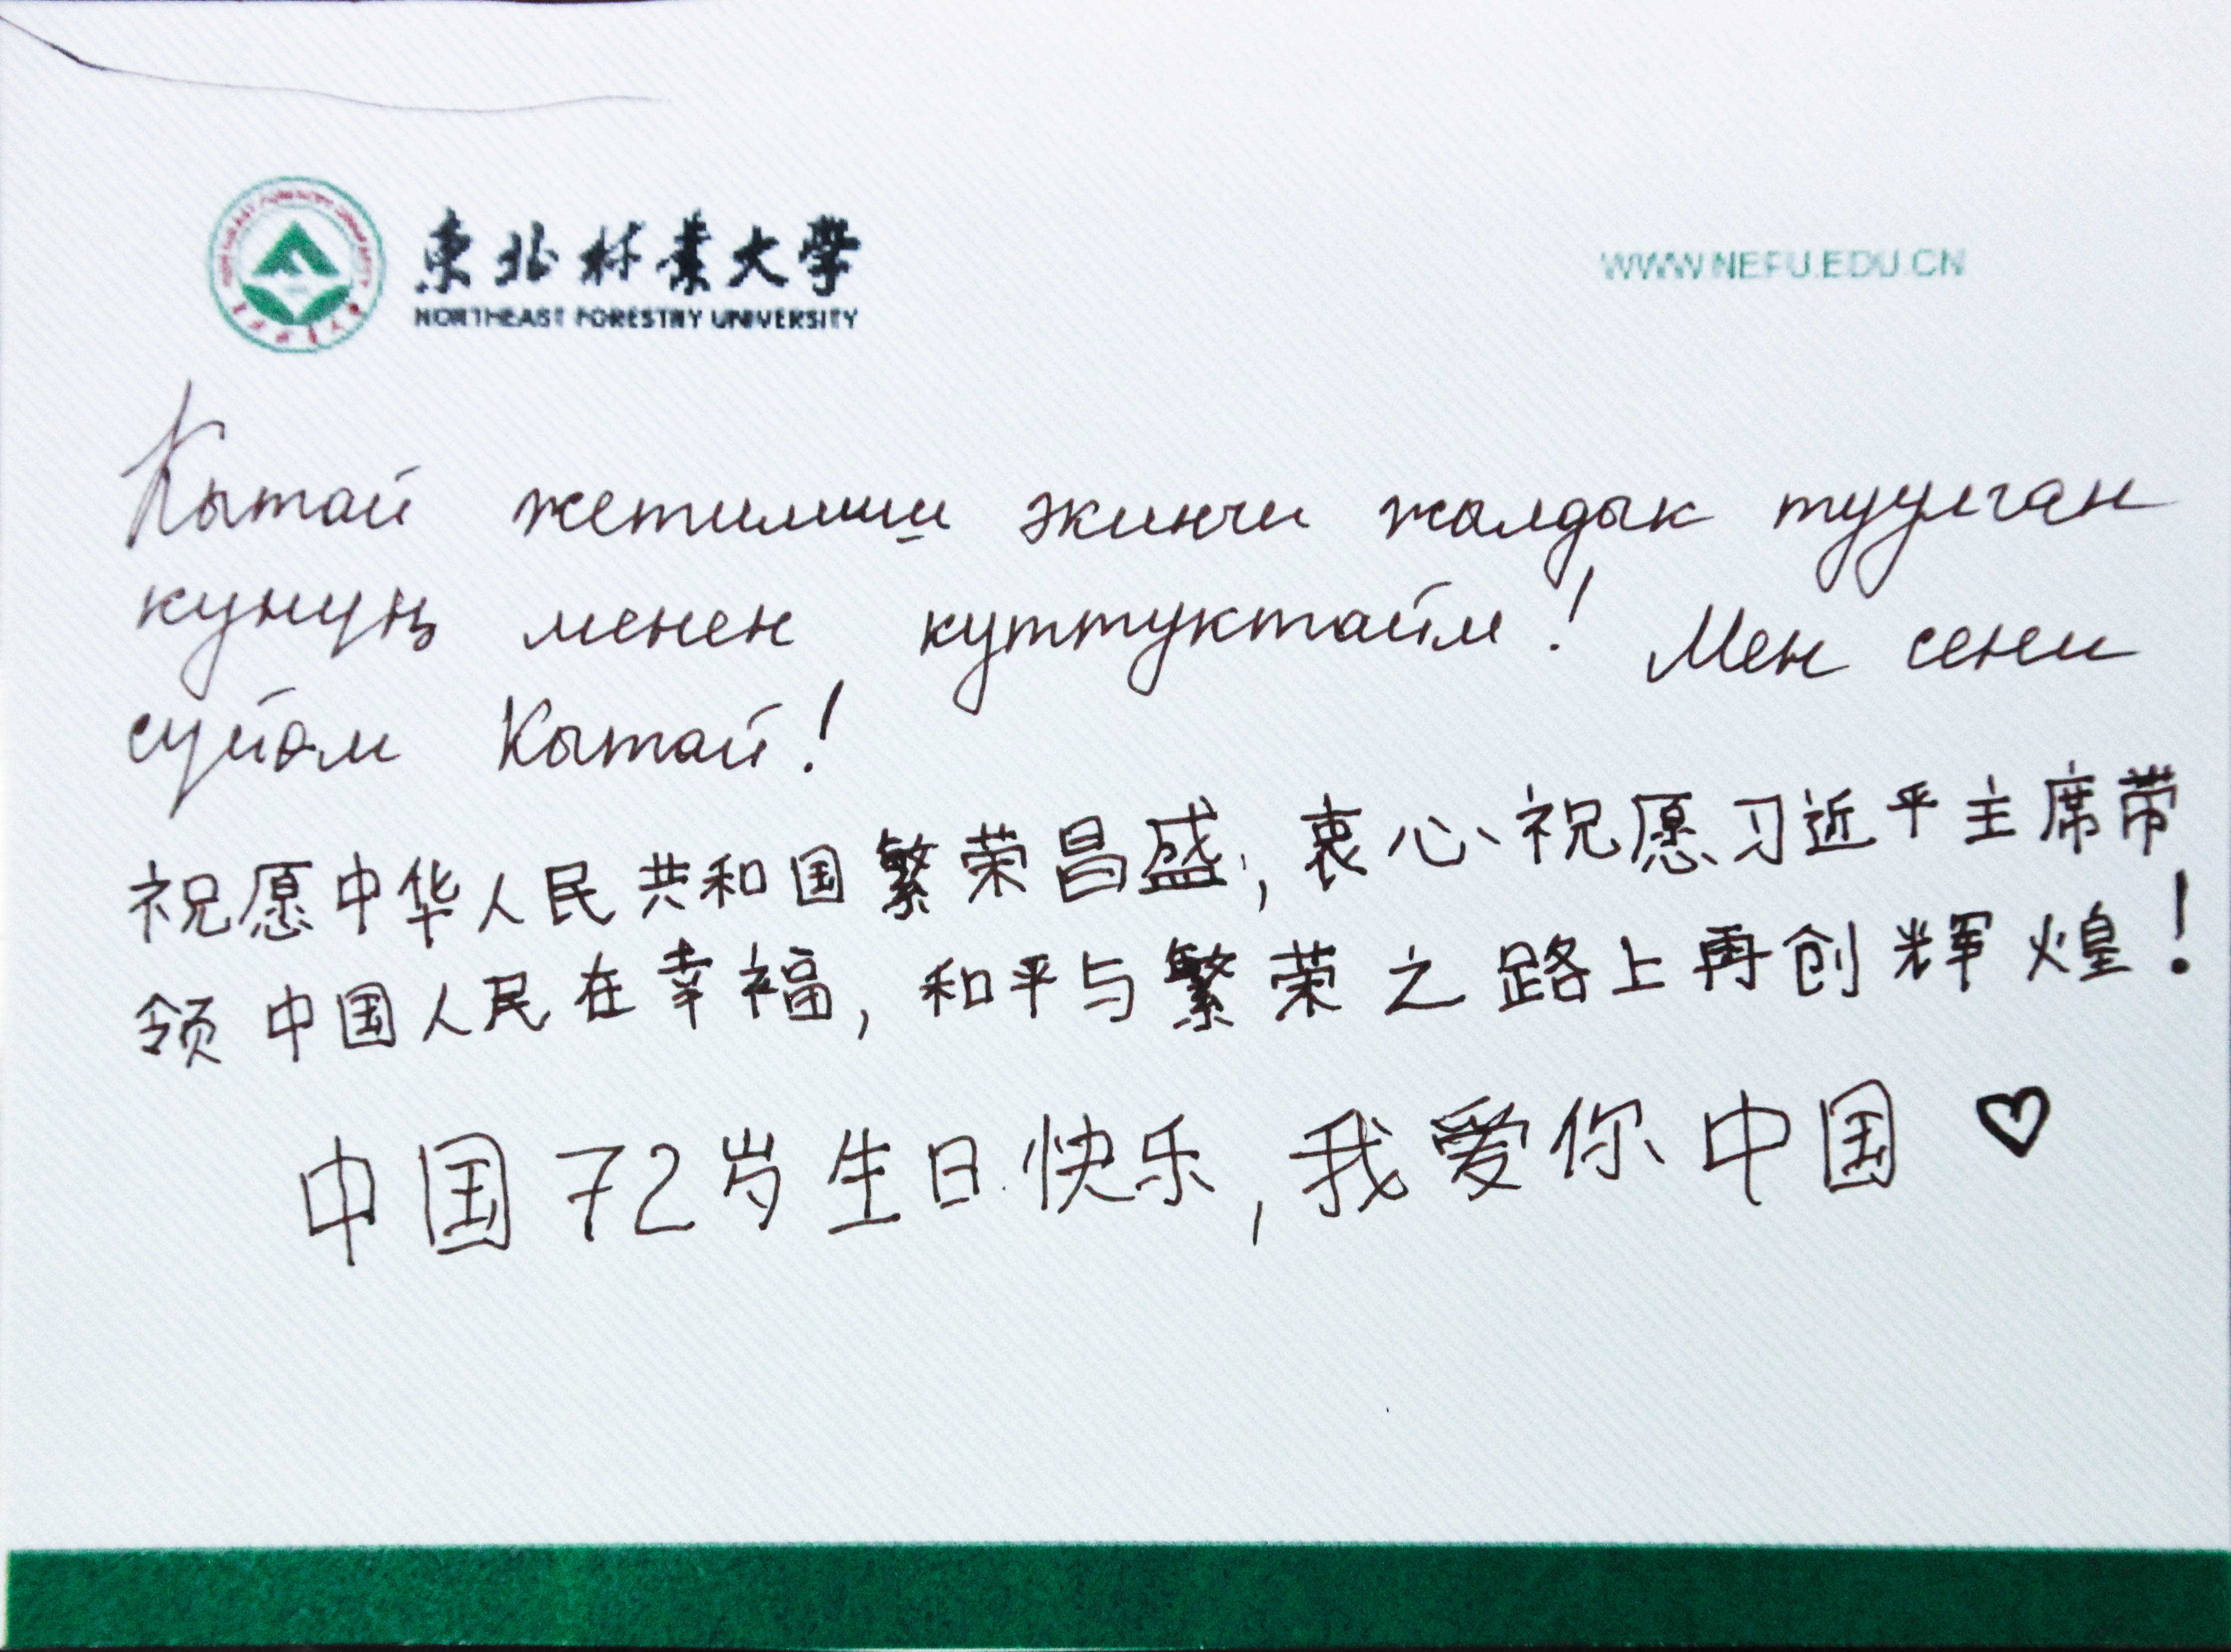 東北林業大學
NORTHEAST FORESTRY UNIVERSITY
WWW.NEFU.EDU.CN
Кытай жетимиш экинчи жылдык туулган
кунуң менен куттуктайм! Мен сени
суйөм Кытай!
祝愿中华人民共和国繁荣昌盛,衷心祝愿习近平主席带
领中国人民在幸福,和平与繁荣之路上再创辉煌!
中国72岁生日快乐,我爱你中国♡